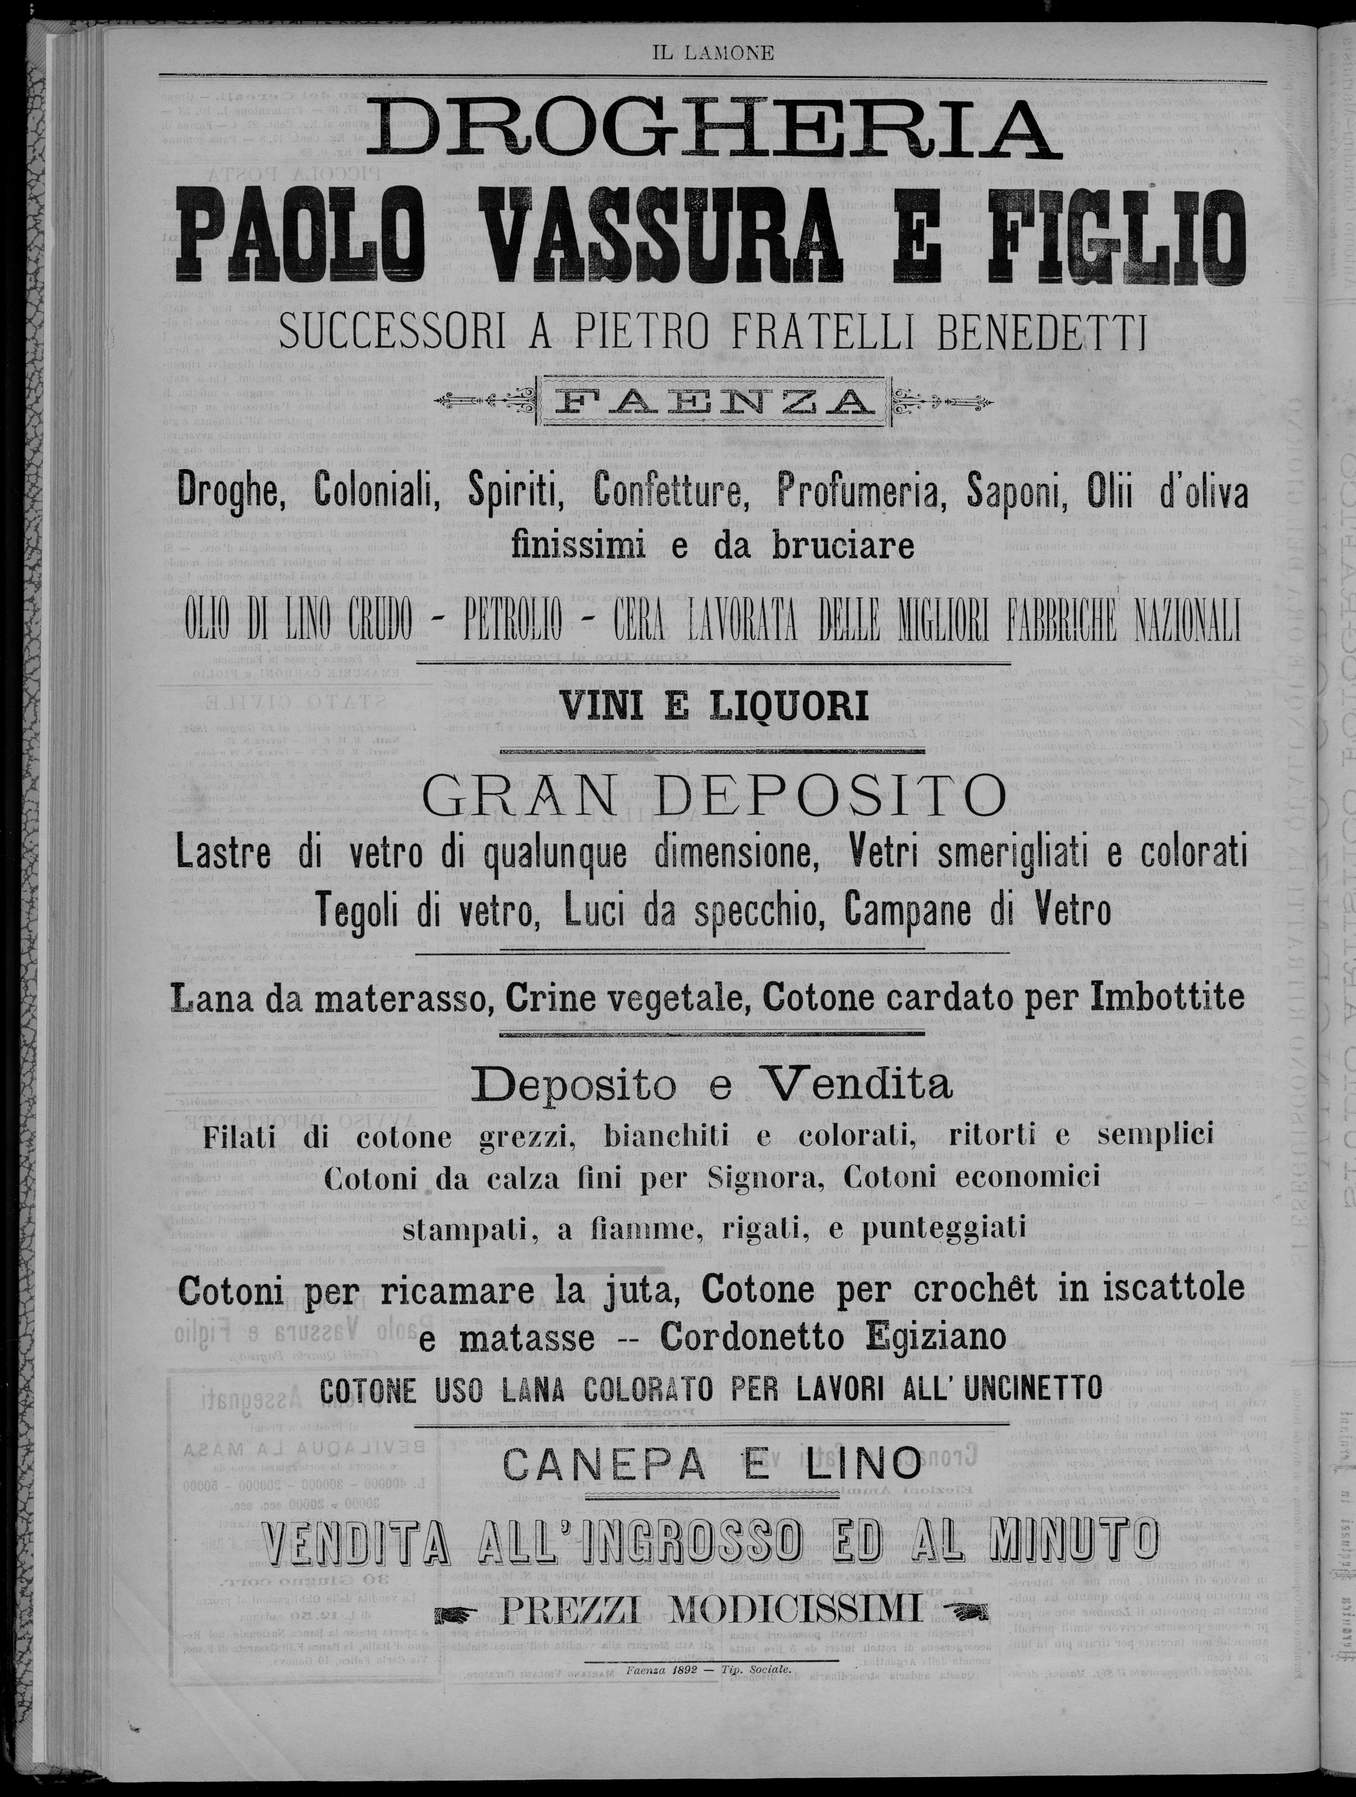 IL LAMONE
DROGHERIA
PAOLO VASSURA E FIGLIO
SUCCESSORI A PIETRO FRATELLI BENEDETTI
FAENZA
Droghe, Coloniali, Spiriti, Confetture, Profumeria, Saponi, Olii d'oliva
finissimi e da bruciare
OLIO DI LINO CRUDO - PETROLIO - CERA LAVORATA DELLE MIGLIORI FABBRICHE NAZIONALI
VINI E LIQUORI
GRAN DEPOSITO
Lastre di vetro di qualunque dimensione, Vetri smerigliati e colorati
Tegoli di vetro, Luci da specchio, Campane di Vetro
Lana da materasso, Crine vegetale, Cotone cardato per Imbottite
Deposito e Vendita
Filati di cotone grezzi, bianchiti e colorati, ritorti e semplici
Cotoni da calza fini per Signora, Cotoni economici
stampati, a fiamme, rigati, e punteggiati
Cotoni per ricamare la juta, Cotone per crochêt in iscattole
e matasse -- Cordonetto Egiziano
COTONE USO LANA COLORATO PER LAVORI ALL'UNCINETTO
CANEPA E LINO
VENDITA ALL'INGROSSO ED AL MINUTO
PREZZI MODICISSIMI
Faenza 1892 — Tip. Sociale.